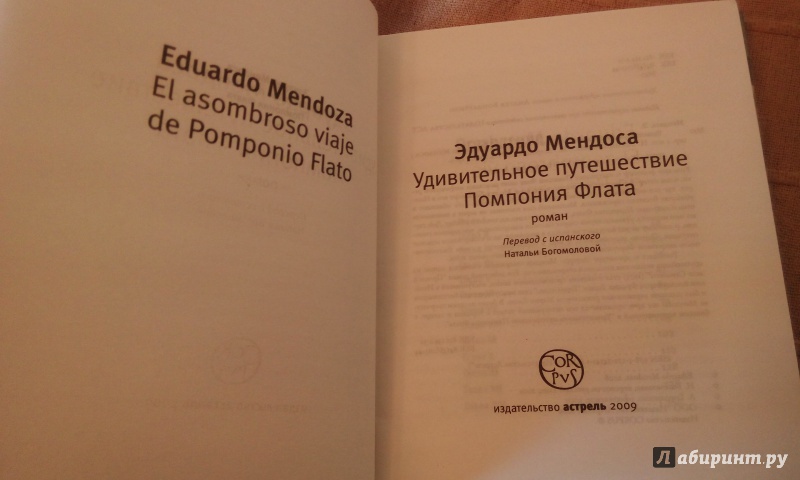 Eduardo Mendoza
El asombroso viaje
de Pomponio Flato
Эдуардо Мендоса
Удивительное путешествие
Помпония Флата
роман
Перевод с испанского
Натальи Богомоловой
COR
PVS
издательство астрель 2009
Лабиринт.ру